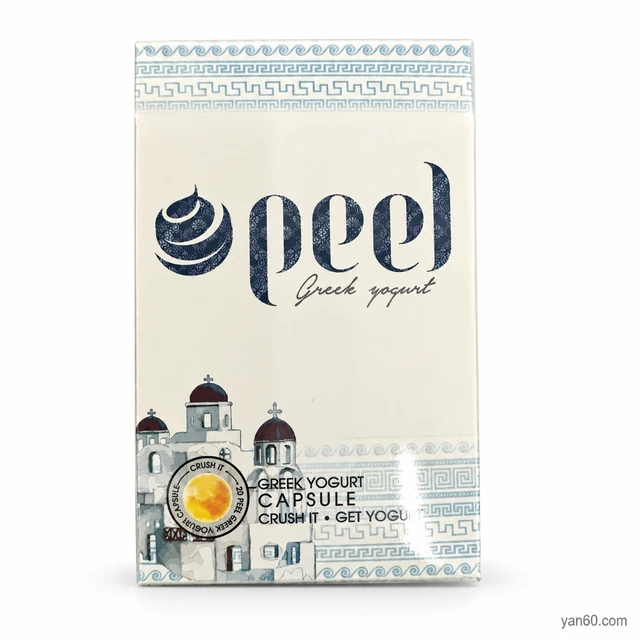 peel
Greek yogurt
CRUSH IT
20 PEEL GREEK YOGURT CAPSULE
GREEK YOGURT
CAPSULE
CRUSH IT • GET YOGU
yan60.com